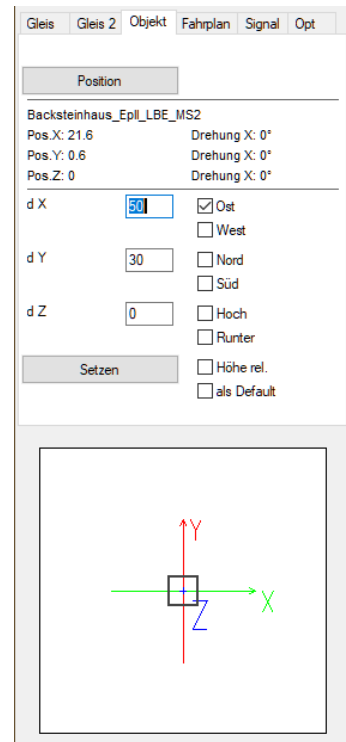 Gleis Gleis 2 Objekt Fahrplan Signal Opt
Position
Backsteinhaus_Epll_LBE_MS2
Pos.X: 21.6 Drehung X: 0°
Pos.Y: 0.6 Drehung X: 0°
Pos.Z: 0 Drehung X: 0°
d X 50 Ost
West
d Y 30 Nord
Süd
d Z 0 Hoch
Runter
Setzen Höhe rel.
als Default
Y
X
Z